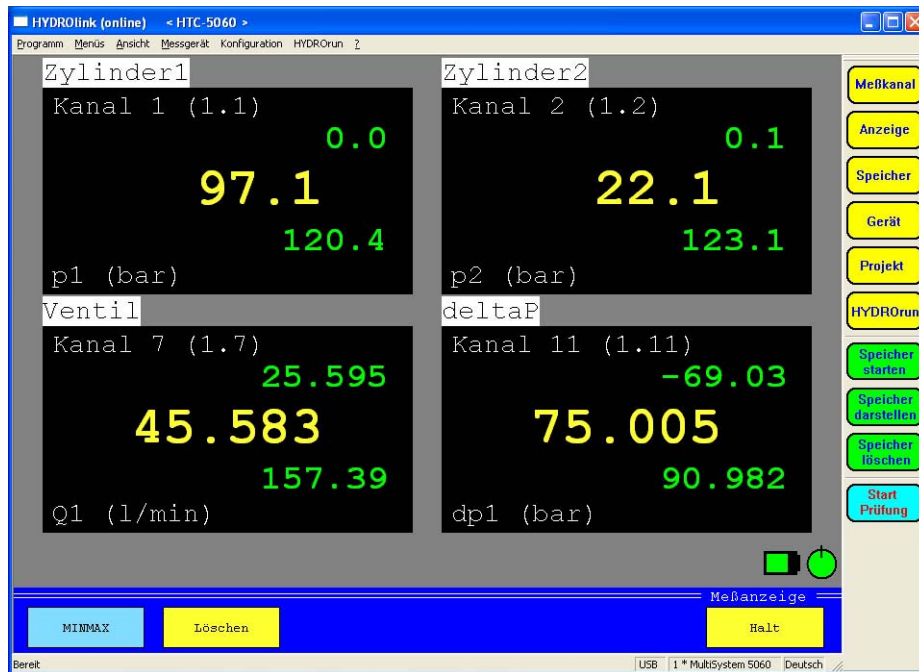 HYDROlink (online) < HTC-5060 >
Programm Menüs Ansicht Messgerät Konfiguration HYDROrun ?
Zylinder1
Kanal 1 (1.1)
0.0
97.1
120.4
p1 (bar)
Zylinder2
Kanal 2 (1.2)
0.1
22.1
123.1
p2 (bar)
Ventil
Kanal 7 (1.7)
25.595
45.583
157.39
Q1 (l/min)
deltaP
Kanal 11 (1.11)
-69.03
75.005
90.982
dp1 (bar)
Meßkanal
Anzeige
Speicher
Gerät
Projekt
HYDROrun
Speicher
starten
Speicher
darstellen
Speicher
löschen
Start
Prüfung
Meßanzeige
MINMAX
Löschen
Halt
Bereit
USB
1 * MultiSystem 5060
Deutsch